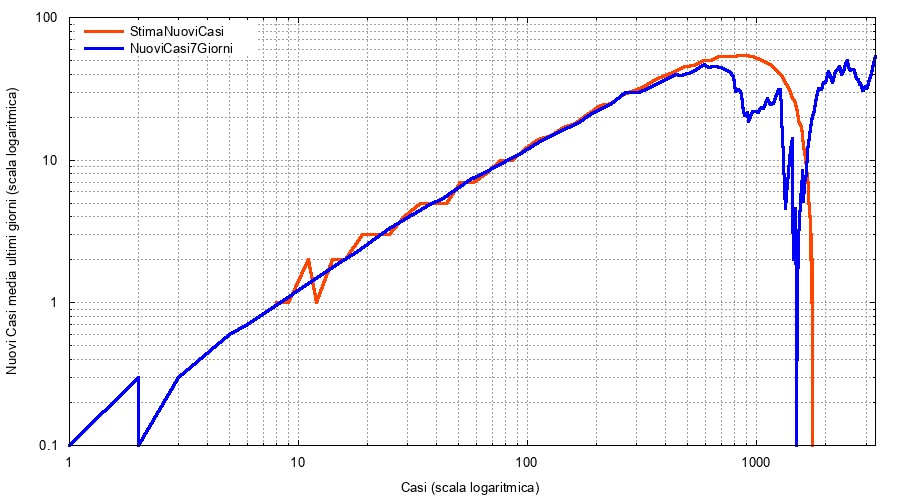 100
StimaNuoviCasi
NuoviCasi7Giorni
10
1
0.1
Nuovi Casi media ultimi giorni (scala logaritmica)
1
10
100
1000
Casi (scala logaritmica)